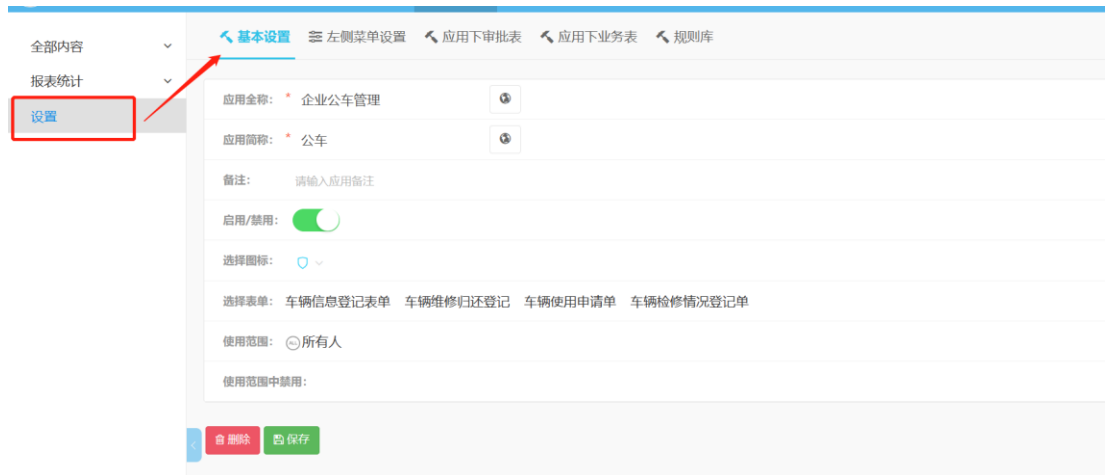 全部内容
报表统计
设置
基本设置 左侧菜单设置 应用下审批表 应用下业务表 规则库
应用全称： * 企业公车管理
应用简称： * 公车
备注： 请输入应用备注
启用/禁用：
选择图标：
选择表单： 车辆信息登记表单 车辆维修归还登记 车辆使用申请单 车辆检修情况登记单
使用范围： 所有人
使用范围中禁用：
删除 保存